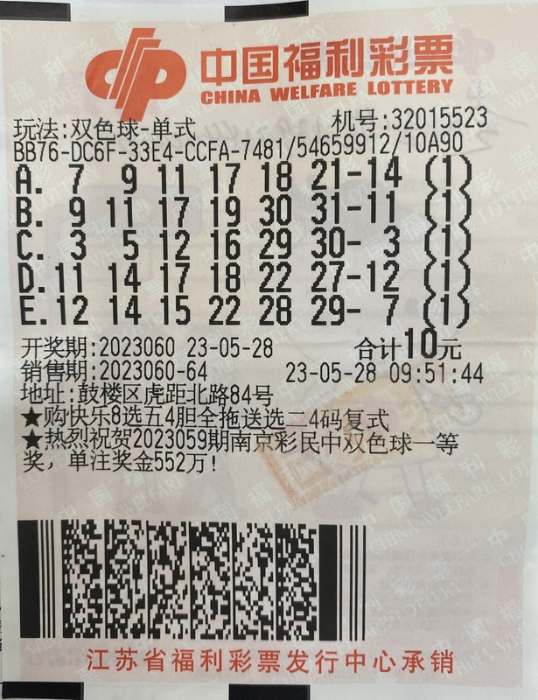 中国福利彩票
CHINA WELFARE LOTTERY
玩法:双色球-单式 机号:32015523
BB76-DC6F-33E4-CCFA-7481/54659912/10A90
A. 7 9 11 17 18 21-14 (1)
B. 9 11 17 19 30 31-11 (1)
C. 3 5 12 16 29 30- 3 (1)
D.11 14 17 18 22 27-12 (1)
E.12 14 15 22 28 29- 7 (1)
开奖期:2023060 23-05-28 合计10元
销售期:2023060-64 23-05-28 09:51:44
地址:鼓楼区虎距北路84号
★购快乐8选五4胆全拖送选二4码复式
★热烈祝贺2023059期南京彩民中双色球一等
奖，单注奖金552万!
江苏省福利彩票发行中心承销